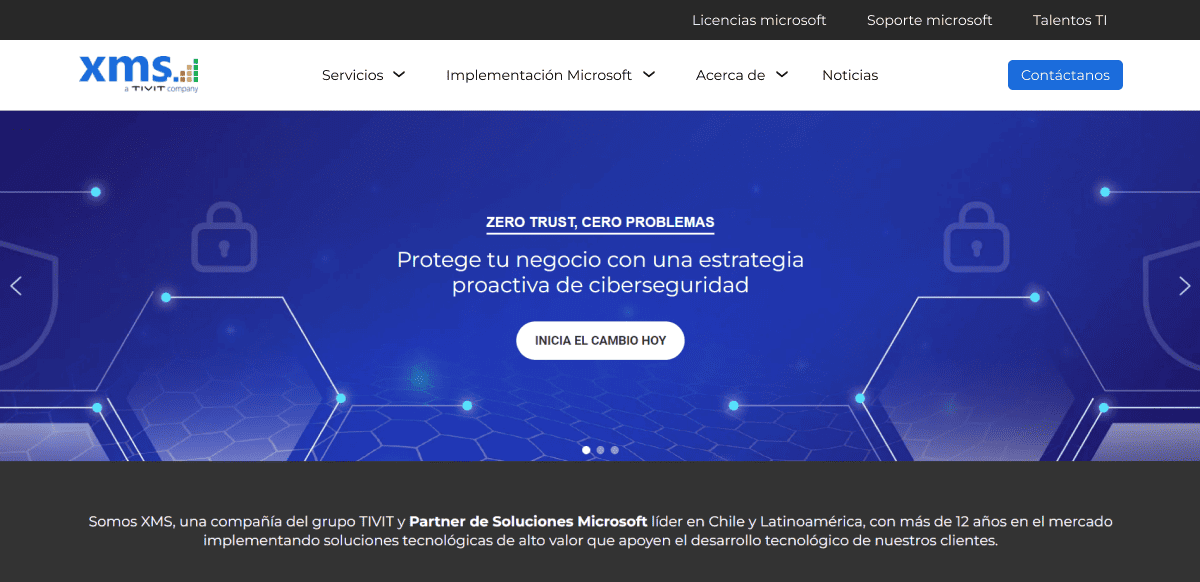 Licencias microsoft Soporte microsoft Talentos TI
xms.
a TIVIT company
Servicios Implementación Microsoft Acerca de Noticias Contáctanos
ZERO TRUST, CERO PROBLEMAS
Protege tu negocio con una estrategia
proactiva de ciberseguridad
INICIA EL CAMBIO HOY
Somos XMS, una compañía del grupo TIVIT y Partner de Soluciones Microsoft líder en Chile y Latinoamérica, con más de 12 años en el mercado
implementando soluciones tecnológicas de alto valor que apoyen el desarrollo tecnológico de nuestros clientes.